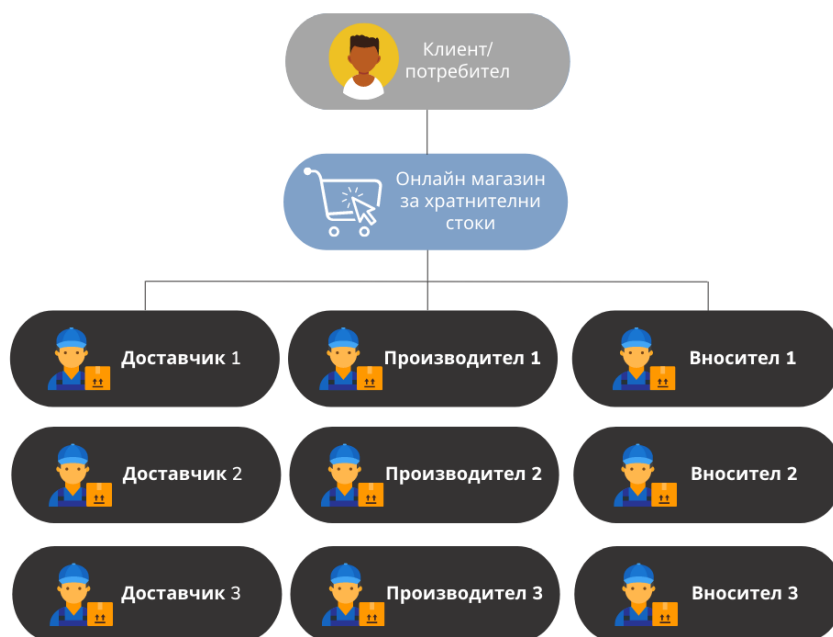 Клиент/
потребител
Онлайн магазин
за хратнителни
стоки
Доставчик 1
Производител 1
Вносител 1
Доставчик 2
Производител 2
Вносител 2
Доставчик 3
Производител 3
Вносител 3